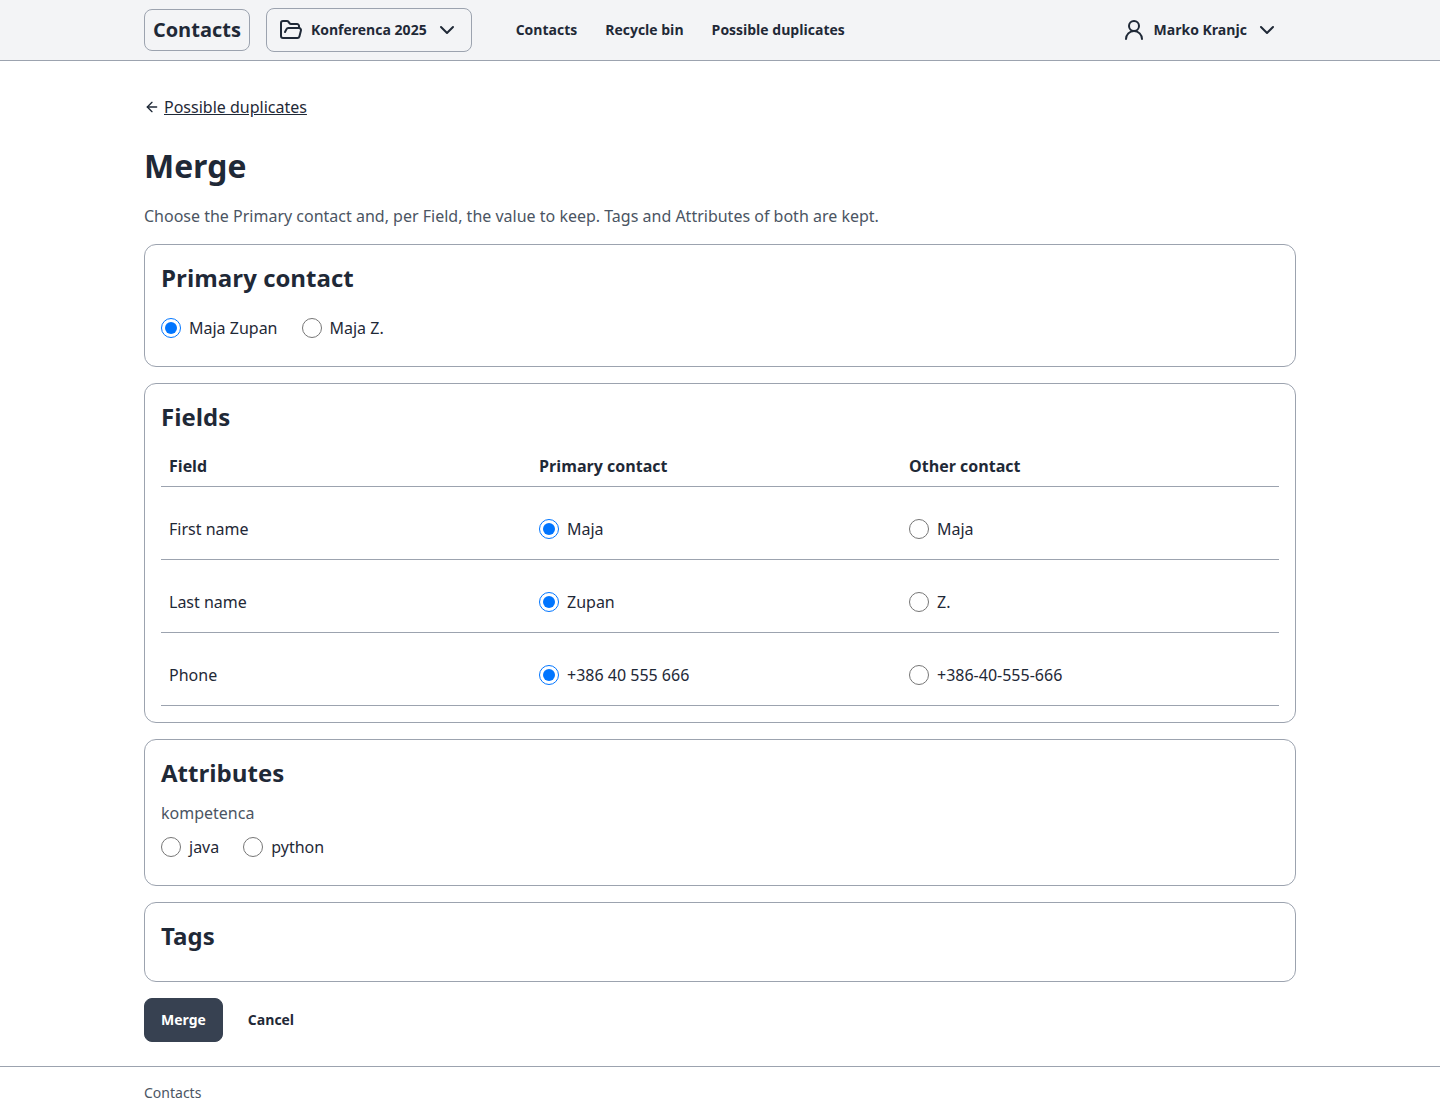 Contacts Konferenca 2025 Contacts Recycle bin Possible duplicates Marko Kranjc
Possible duplicates
Merge
Choose the Primary contact and, per Field, the value to keep. Tags and Attributes of both are kept.
Primary contact
Maja Zupan Maja Z.
Fields
Field Primary contact Other contact
First name Maja Maja
Last name Zupan Z.
Phone +386 40 555 666 +386-40-555-666
Attributes
kompetenca
java python
Tags
Merge Cancel
Contacts